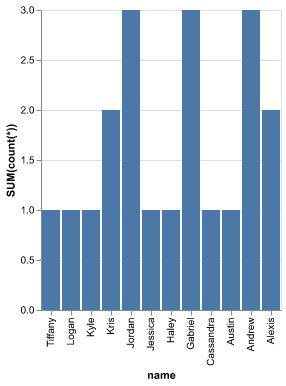 3.0
2.5
2.0
1.5
1.0
0.5
0.0
SUM(count(*))
Tiffany
Logan
Kyle
Kris
Jordan
Jessica
Haley
Gabriel
Cassandra
Austin
Andrew
Alexis
name